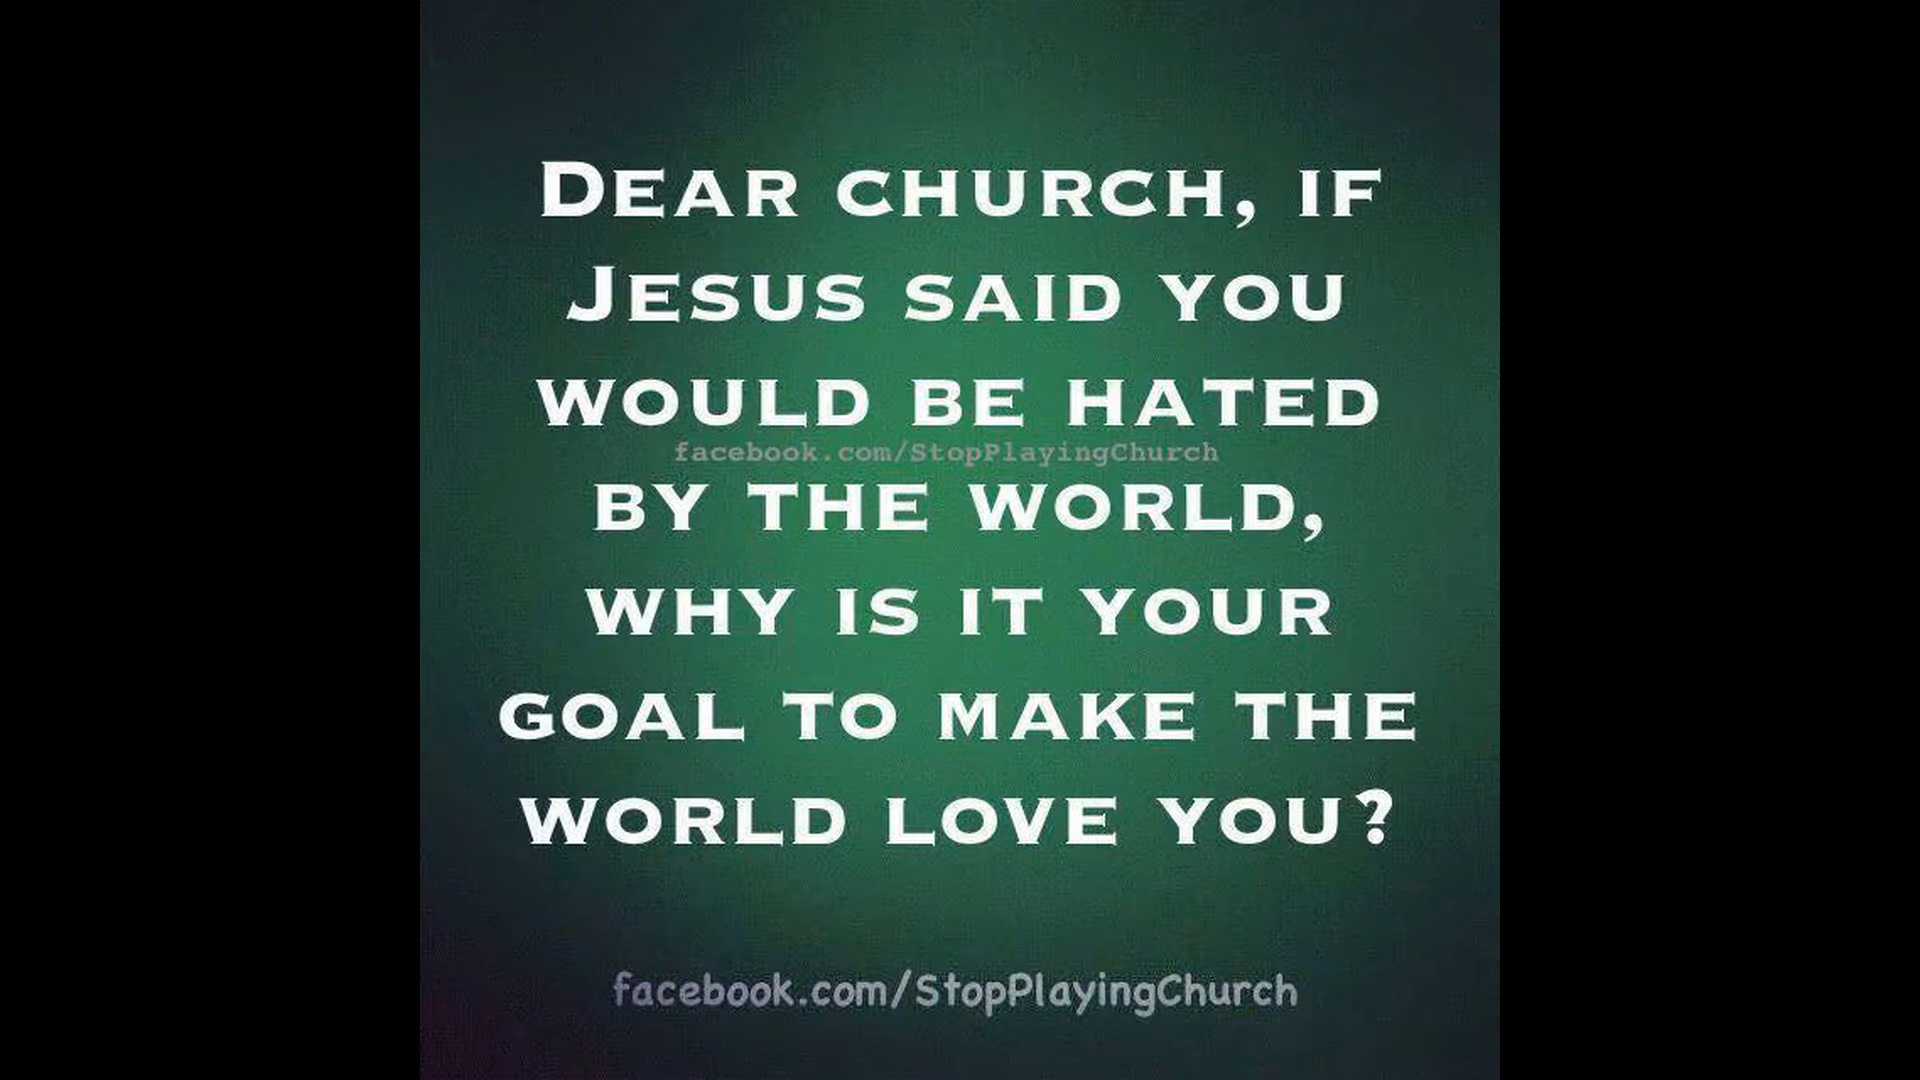 Dear church, if
Jesus said you
would be hated
facebook.com/StopPlayingChurch
by the world,
why is it your
goal to make the
world love you?
facebook.com/StopPlayingChurch